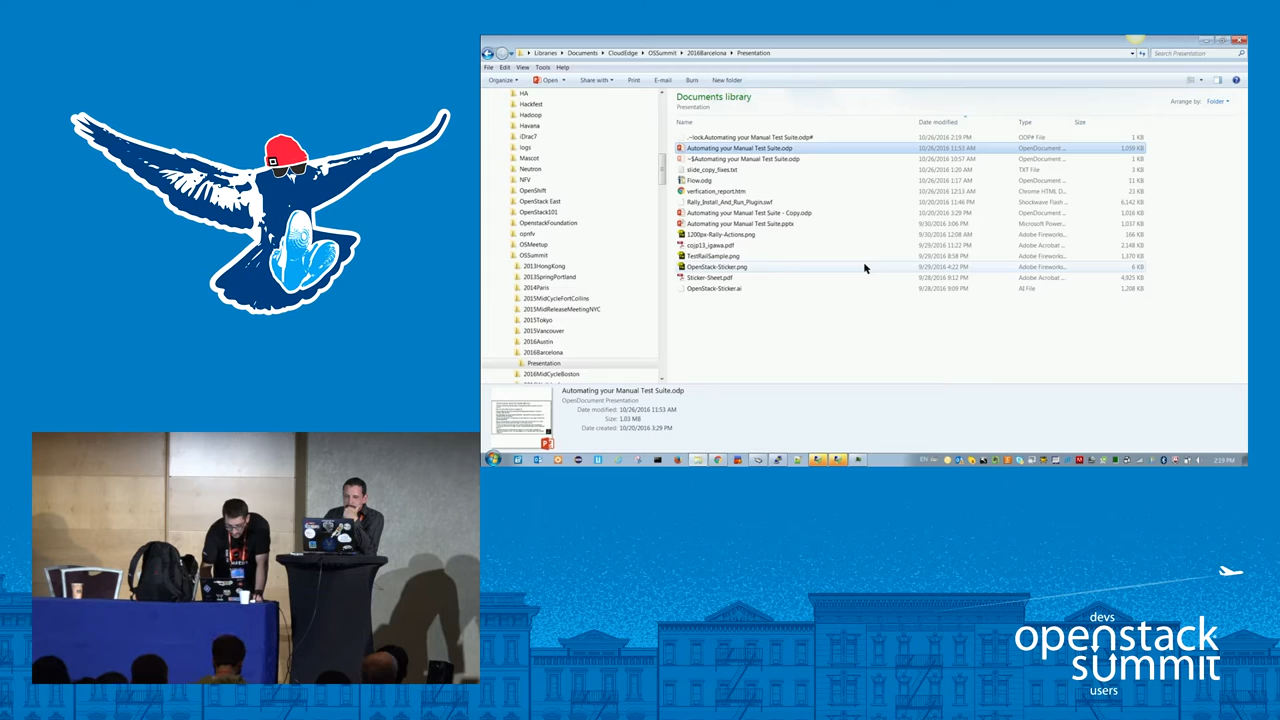 Libraries Documents CloudEdge OSSummit 2016Barcelona Presentation Search Presentation
File Edit View Tools Help
Organize Open Share with Print E-mail Burn New folder
HA
Hackfest
Hadoop
Havana
iDrac7
logs
Mascot
Neutron
NFV
OpenShift
OpenStack East
OpenStack101
OpenstackFoundation
opnfv
OSMeetup
OSSummit
2013HongKong
2013SpringPortland
2014Paris
2015MidCycleFortCollins
2015MidReleaseMeetingNYC
2015Tokyo
2015Vancouver
2016Austin
2016Barcelona
Presentation
2016MidCycleBoston
Documents library
Presentation
Arrange by: Folder
Name Date modified Type Size
.~lock.Automating your Manual Test Suite.odp# 10/26/2016 2:19 PM ODP# File 1 KB
Automating your Manual Test Suite.odp 10/26/2016 11:53 AM OpenDocument ... 1,059 KB
~$Automating your Manual Test Suite.odp 10/26/2016 10:57 AM OpenDocument ... 1 KB
slide_copy_fixes.txt 10/26/2016 1:20 AM TXT File 3 KB
Flow.odg 10/26/2016 1:17 AM OpenDocument ... 11 KB
verfication_report.htm 10/26/2016 12:13 AM Chrome HTML D... 23 KB
Rally_Install_And_Run_Plugin.swf 10/20/2016 11:46 PM Shockwave Flash ... 6,142 KB
Automating your Manual Test Suite - Copy.odp 10/20/2016 3:29 PM OpenDocument ... 1,016 KB
Automating your Manual Test Suite.pptx 9/30/2016 3:06 PM Microsoft Power... 1,037 KB
1200px-Rally-Actions.png 9/30/2016 12:08 AM Adobe Fireworks... 166 KB
cojp13_igawa.pdf 9/29/2016 11:22 PM Adobe Acrobat ... 2,148 KB
TestRailSample.png 9/29/2016 8:58 PM Adobe Fireworks... 1,370 KB
OpenStack-Sticker.png 9/29/2016 4:22 PM Adobe Fireworks... 6 KB
Sticker-Sheet.pdf 9/28/2016 9:12 PM Adobe Acrobat ... 4,925 KB
OpenStack-Sticker.ai 9/28/2016 9:09 PM AI File 1,208 KB
Automating your Manual Test Suite.odp
OpenDocument Presentation
Date modified: 10/26/2016 11:53 AM
Size: 1.03 MB
Date created: 10/20/2016 3:29 PM
EN 2:19 PM
devs
openstack
summit
users